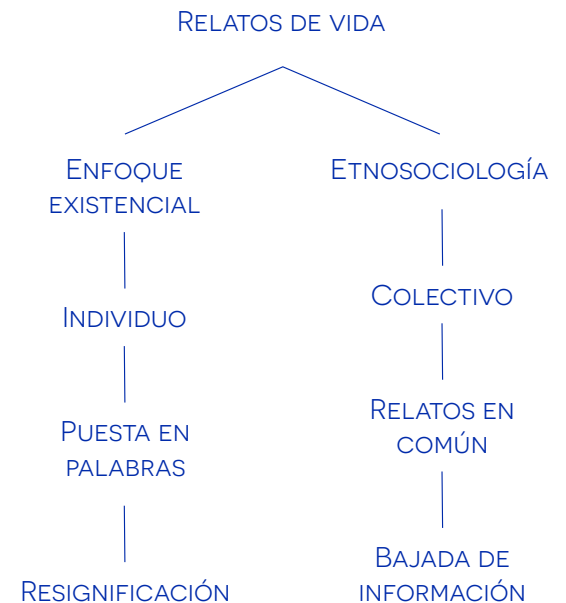 Relatos de vida
Enfoque
existencial
Individuo
Puesta en
palabras
Resignificación
Etnosociología
Colectivo
Relatos en
común
Bajada de
información